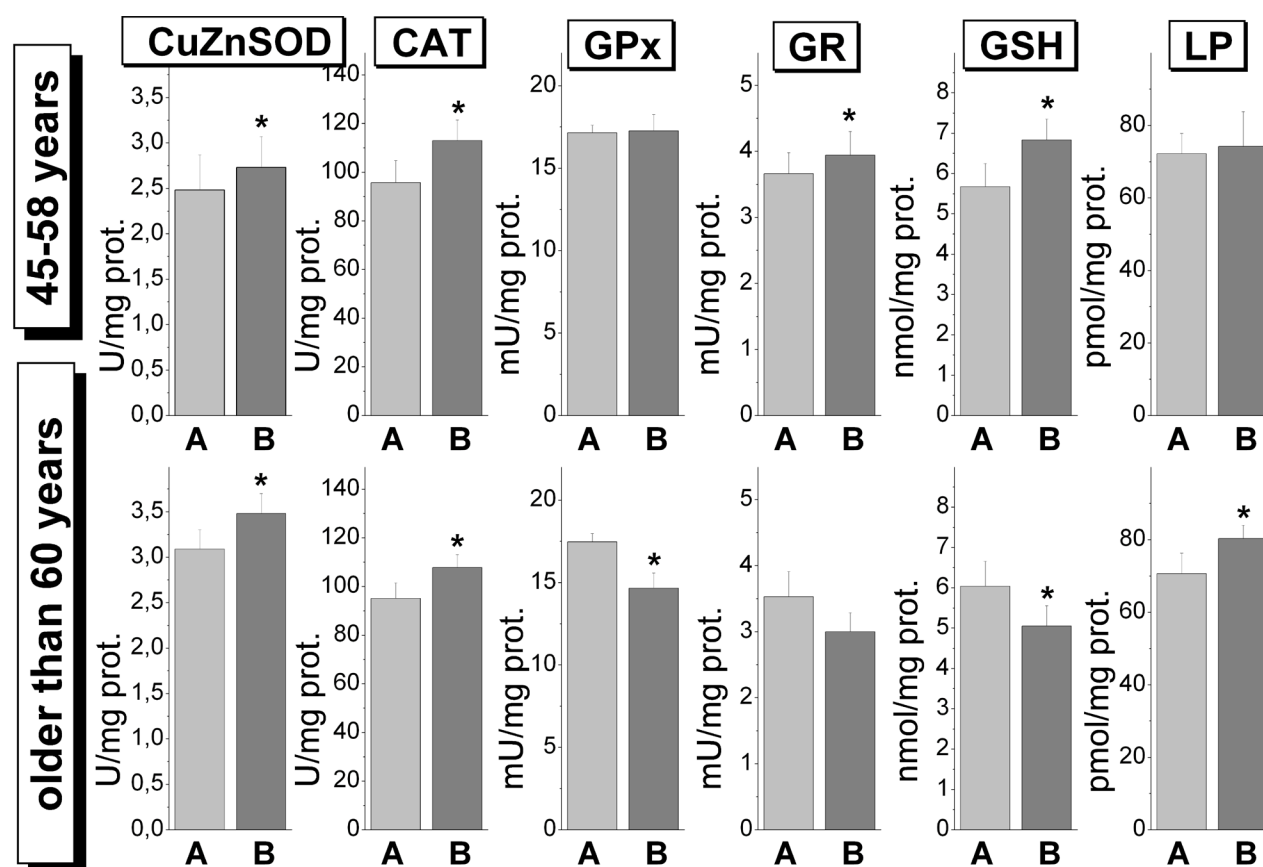 CuZnSOD
CAT
GPx
GR
GSH
LP
45-58 years
U/mg prot.
3,5
3,0
2,5
2,0
1,5
1,0
0,5
0,0
*
A B
U/mg prot.
140
120
100
80
60
40
20
0
*
A B
mU/mg prot.
20
15
10
5
0
A B
mU/mg prot.
5
4
3
2
1
0
*
A B
nmol/mg prot.
8
7
6
5
4
3
2
1
0
*
A B
pmol/mg prot.
80
60
40
20
0
A B
older than 60 years
U/mg prot.
3,5
3,0
2,5
2,0
1,5
1,0
0,5
0,0
*
A B
U/mg prot.
140
120
100
80
60
40
20
0
*
A B
mU/mg prot.
20
15
10
5
0
*
A B
mU/mg prot.
5
4
3
2
1
0
A B
nmol/mg prot.
8
7
6
5
4
3
2
1
0
*
A B
pmol/mg prot.
80
60
40
20
0
*
A B